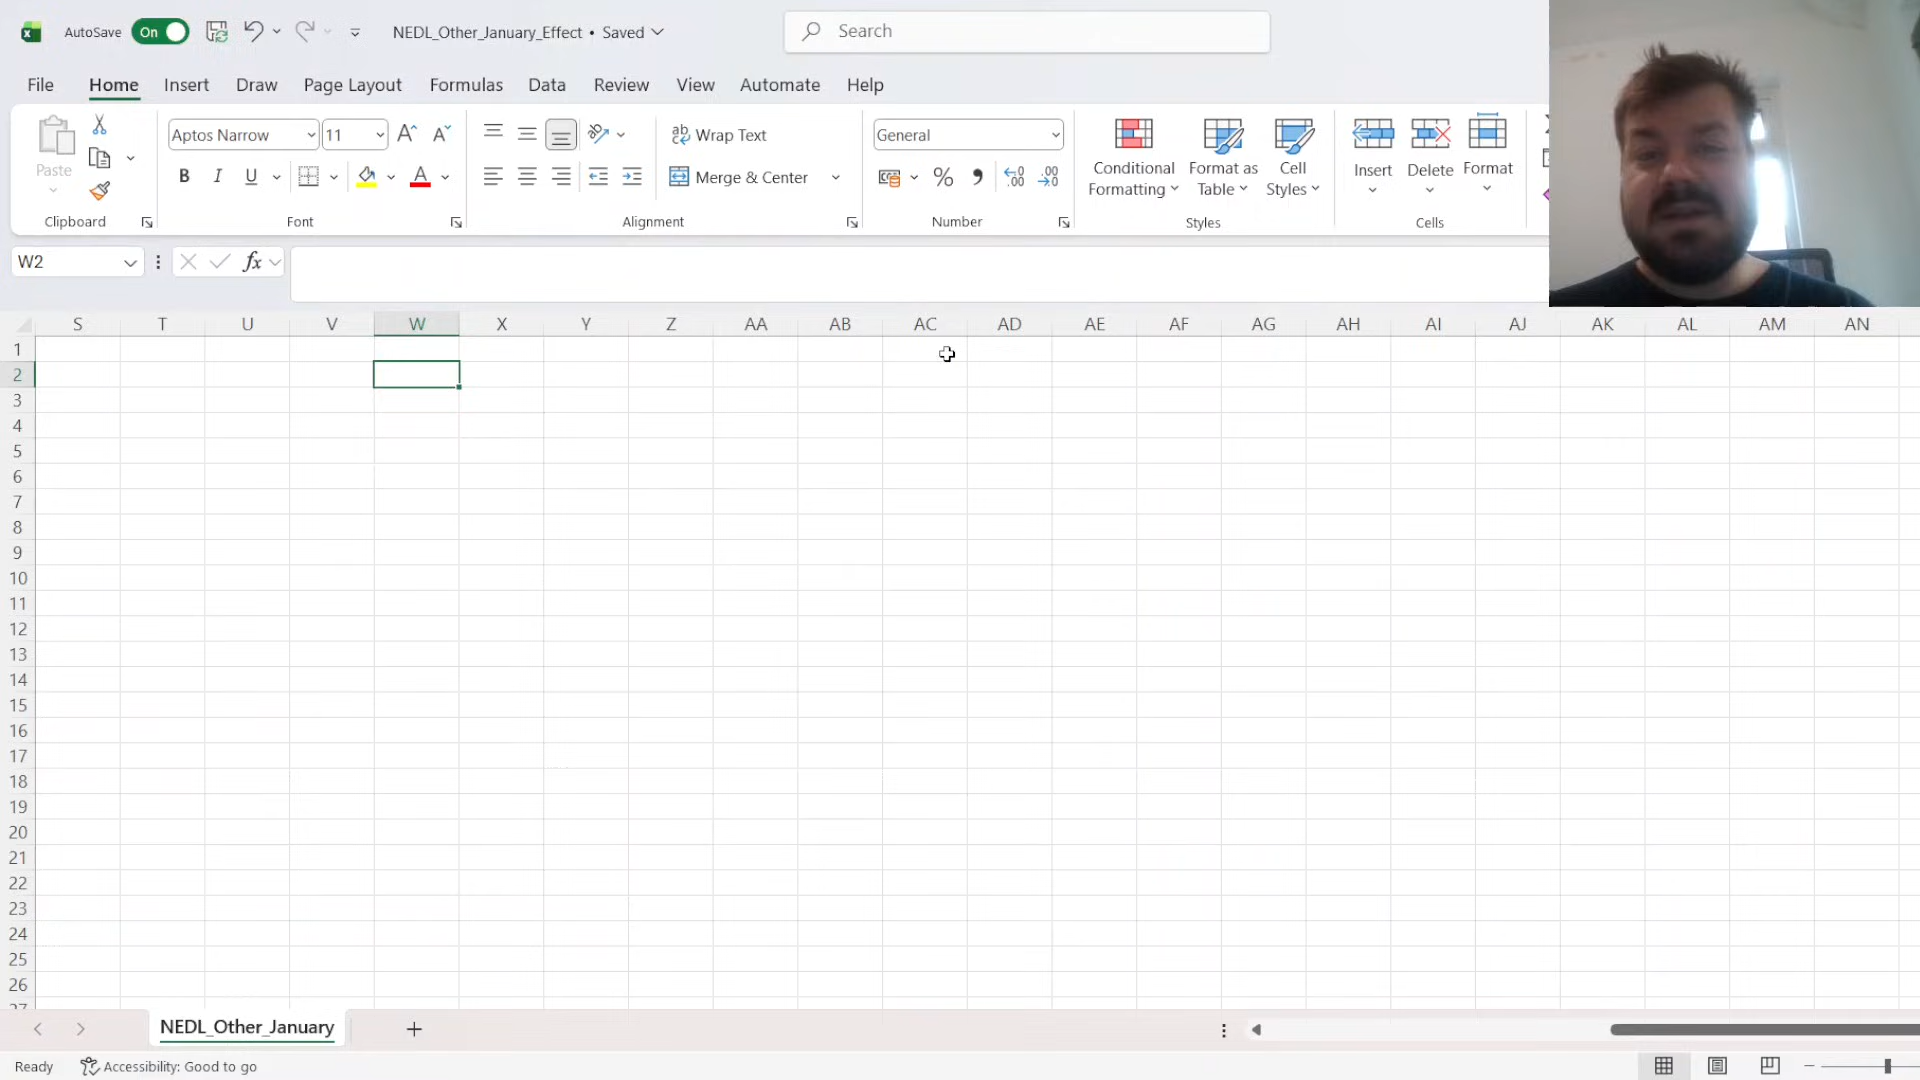 AutoSave On NEDL_Other_January_Effect • Saved Search
File Home Insert Draw Page Layout Formulas Data Review View Automate Help
Paste Aptos Narrow 11 Wrap Text General Conditional Formatting Format as Table Cell Styles Insert Delete Format
B I U Merge & Center % 
Clipboard Font Alignment Number Styles Cells
W2 fx
S T U V W X Y Z AA AB AC AD AE AF AG AH AI AJ AK AL AM AN
1
2
3
4
5
6
7
8
9
10
11
12
13
14
15
16
17
18
19
20
21
22
23
24
25
26
NEDL_Other_January
Ready Accessibility: Good to go